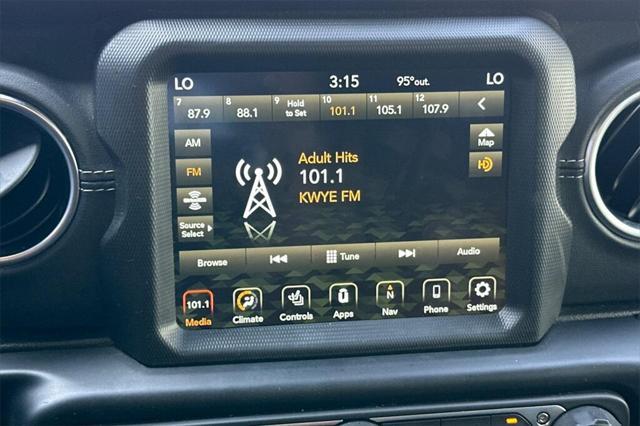 LO 3:15 95°out. LO
7 87.9 8 88.1 9 Hold to Set 10 101.1 11 105.1 12 107.9
AM
Map
FM
Adult Hits
101.1
KWYE FM
Source
Select
Browse Tune Audio
101.1 N
Media Climate Controls Apps Nav Phone Settings